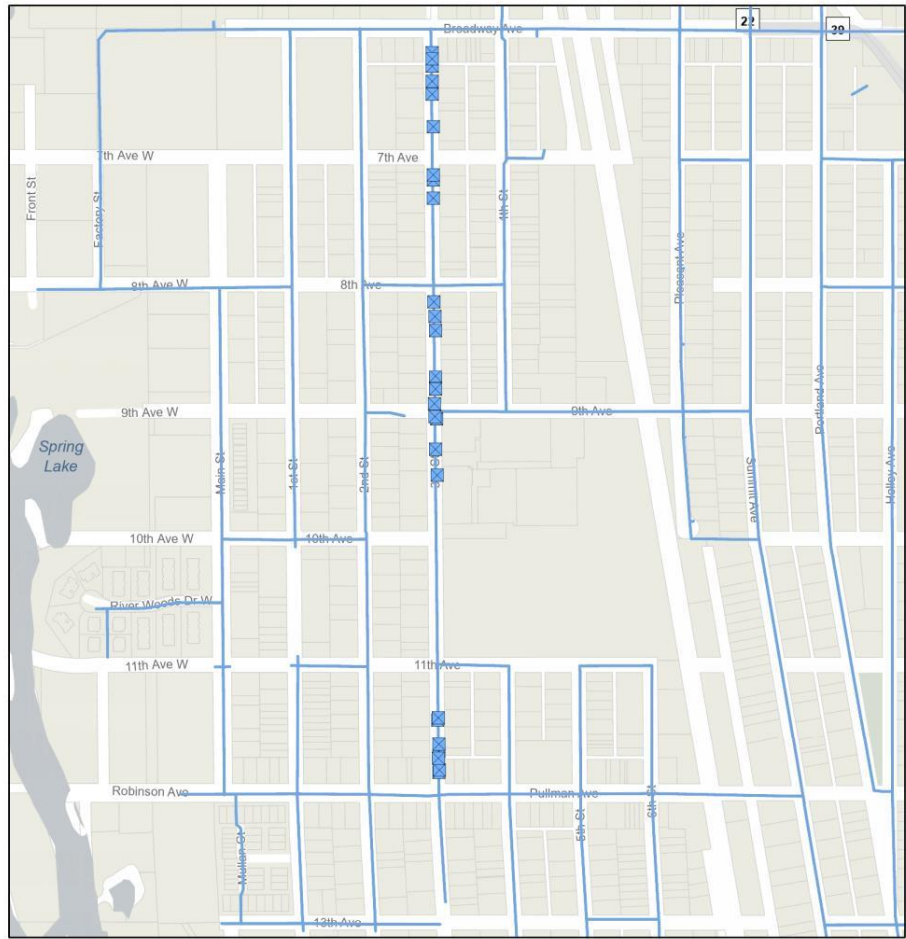 22
39
Broadway Ave
7th Ave W
7th Ave
Front St
Factory St
4th St
Pleasant Ave
8th Ave W
8th Ave
Portland Ave
9th Ave W
9th Ave
Spring
Lake
Main St
1st St
2nd St
Summit Ave
Holley Ave
10th Ave W
10th Ave
River Woods Dr W
11th Ave W
11th Ave
Robinson Ave
Pullman Ave
5th St
6th St
Mullan Ct
13th Ave